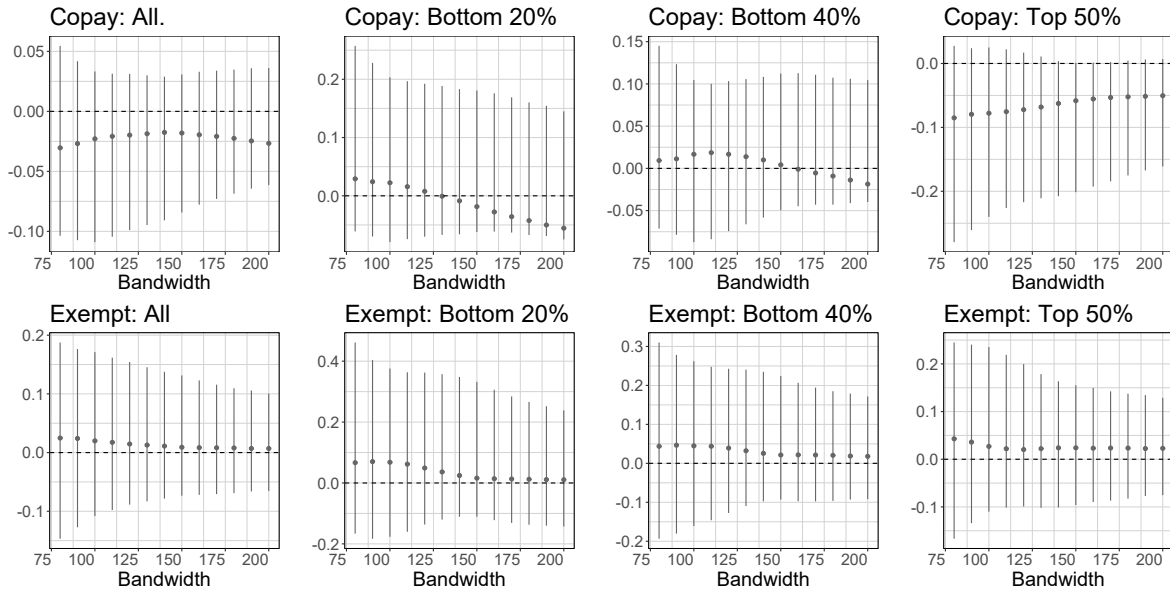 Copay: All.
Copay: Bottom 20%
Copay: Bottom 40%
Copay: Top 50%
0.05
0.00
-0.05
-0.10
0.2
0.1
0.0
0.15
0.10
0.05
0.00
-0.05
0.0
-0.1
-0.2
75 100 125 150 175 200
75 100 125 150 175 200
75 100 125 150 175 200
75 100 125 150 175 200
Bandwidth
Bandwidth
Bandwidth
Bandwidth
Exempt: All
Exempt: Bottom 20%
Exempt: Bottom 40%
Exempt: Top 50%
0.2
0.1
0.0
-0.1
0.4
0.2
0.0
-0.2
0.3
0.2
0.1
0.0
-0.1
-0.2
0.2
0.1
0.0
-0.1
75 100 125 150 175 200
75 100 125 150 175 200
75 100 125 150 175 200
75 100 125 150 175 200
Bandwidth
Bandwidth
Bandwidth
Bandwidth